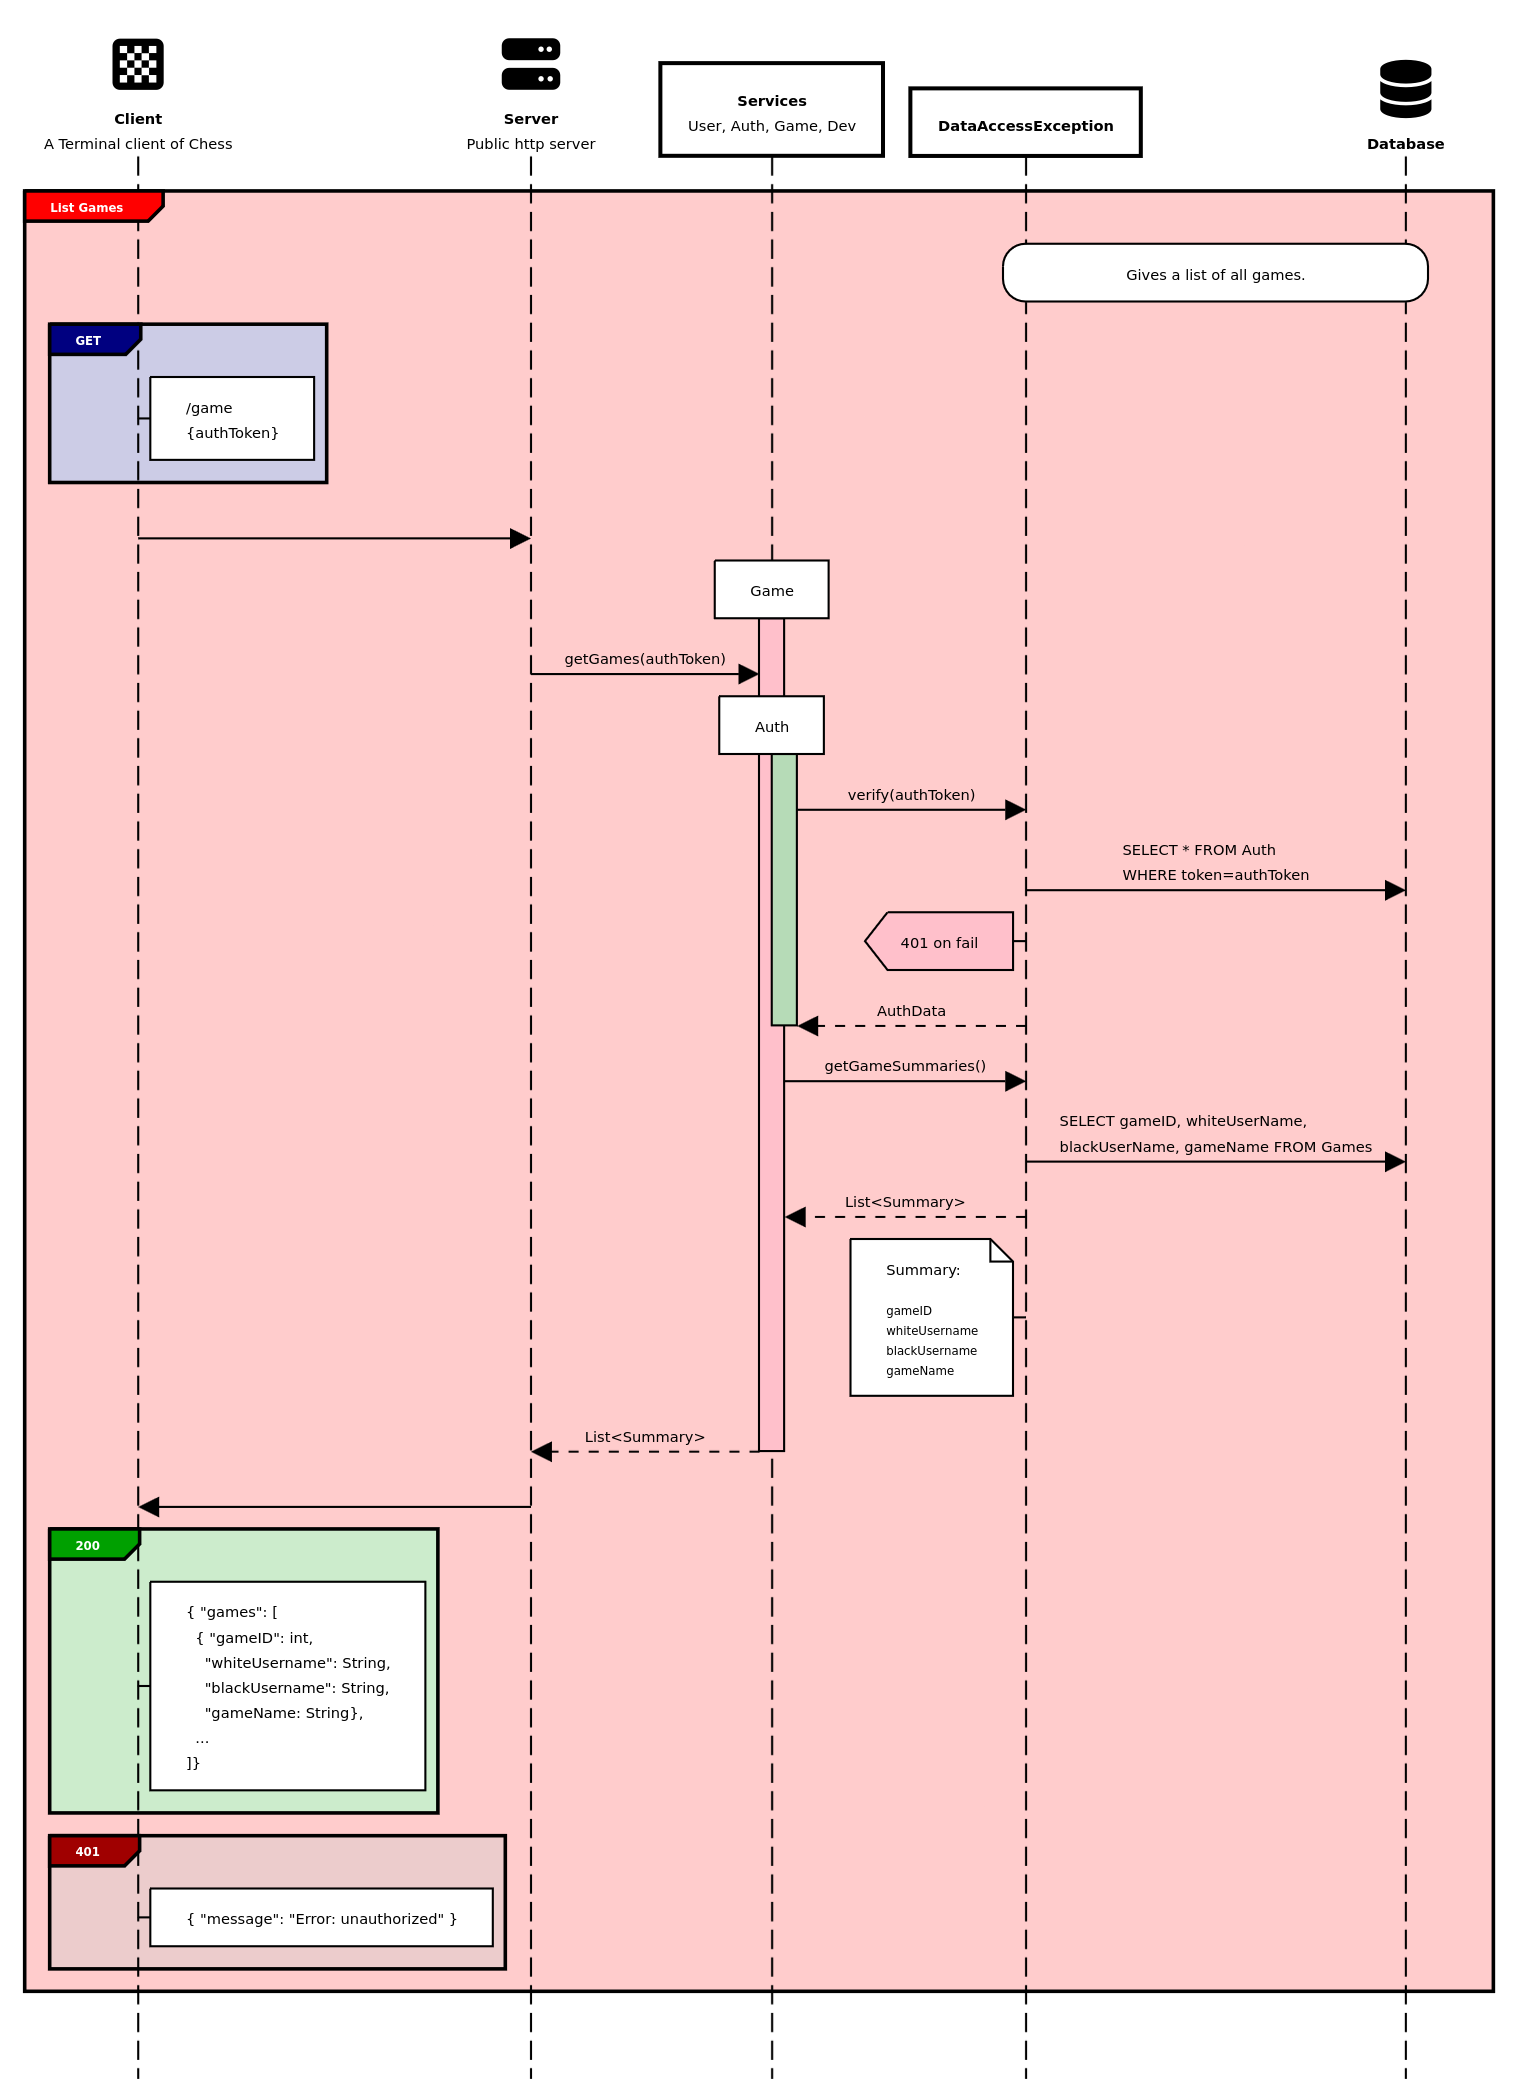 Client
A Terminal client of Chess
Server
Public http server
Services
User, Auth, Game, Dev
DataAccessException
Database
List Games
Gives a list of all games.
GET
/game
{authToken}
Game
getGames(authToken)
Auth
verify(authToken)
SELECT * FROM Auth
WHERE token=authToken
401 on fail
AuthData
getGameSummaries()
SELECT gameID, whiteUserName,
blackUserName, gameName FROM Games
List<Summary>
Summary:
gameID
whiteUsername
blackUsername
gameName
List<Summary>
200
{ "games": [
{ "gameID": int,
"whiteUsername": String,
"blackUsername": String,
"gameName: String},
...
]}
401
{ "message": "Error: unauthorized" }